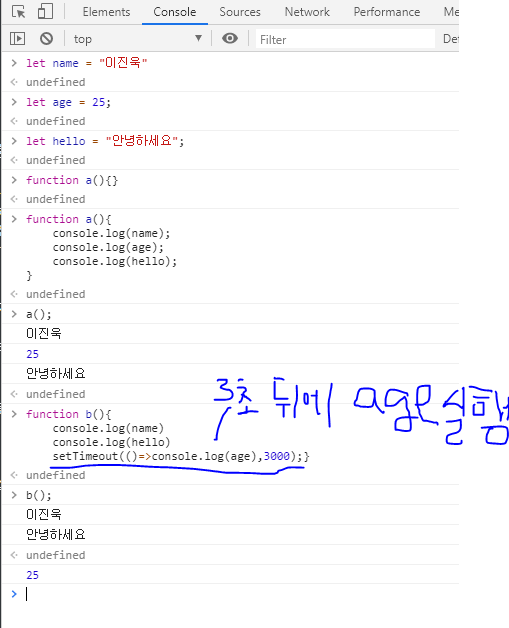 Elements Console Sources Network Performance Me
top ▼ Filter Def
> let name = "이진욱"
<· undefined
> let age = 25;
<· undefined
> let hello = "안녕하세요";
<· undefined
> function a(){}
<· undefined
> function a(){
console.log(name);
console.log(age);
console.log(hello);
}
<· undefined
> a();
이진욱
25
안녕하세요
<· undefined
3초 뒤에 age실행
> function b(){
console.log(name)
console.log(hello)
setTimeout(()=>console.log(age),3000);}
<· undefined
> b();
이진욱
안녕하세요
<· undefined
25
>